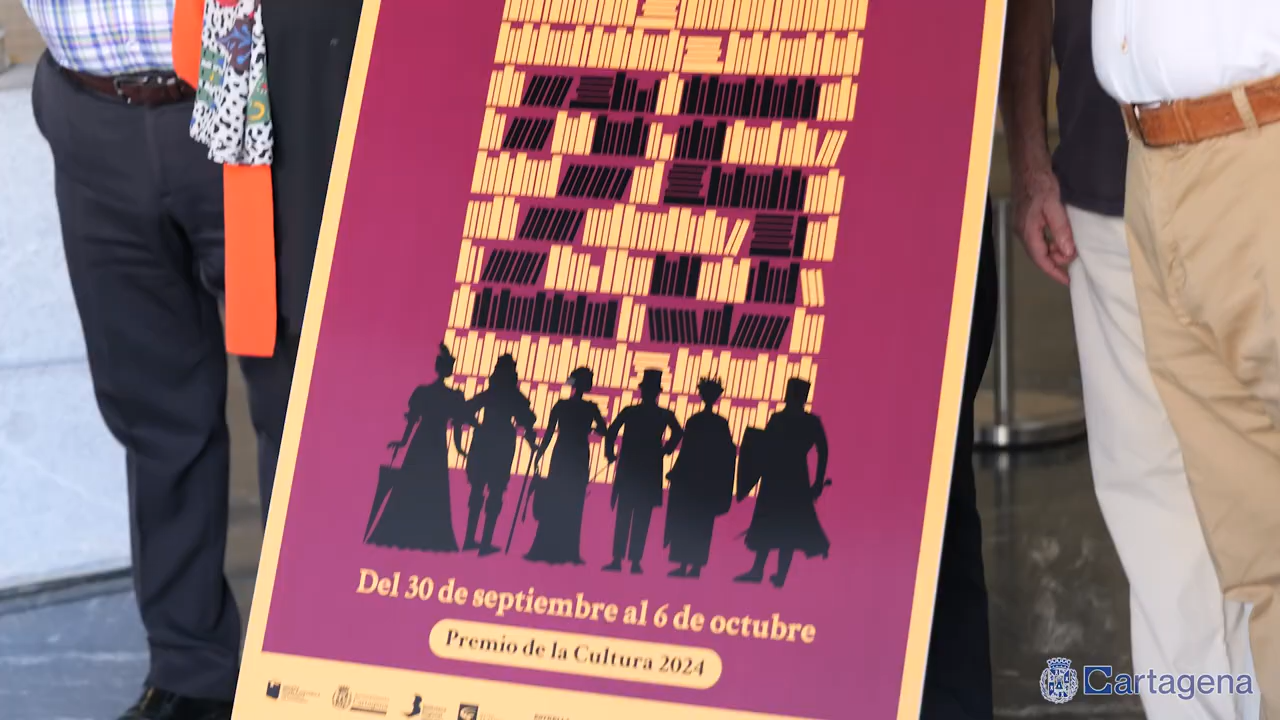 Del 30 de septiembre al 6 de octubre
Premio de la Cultura 2024
Cartagena